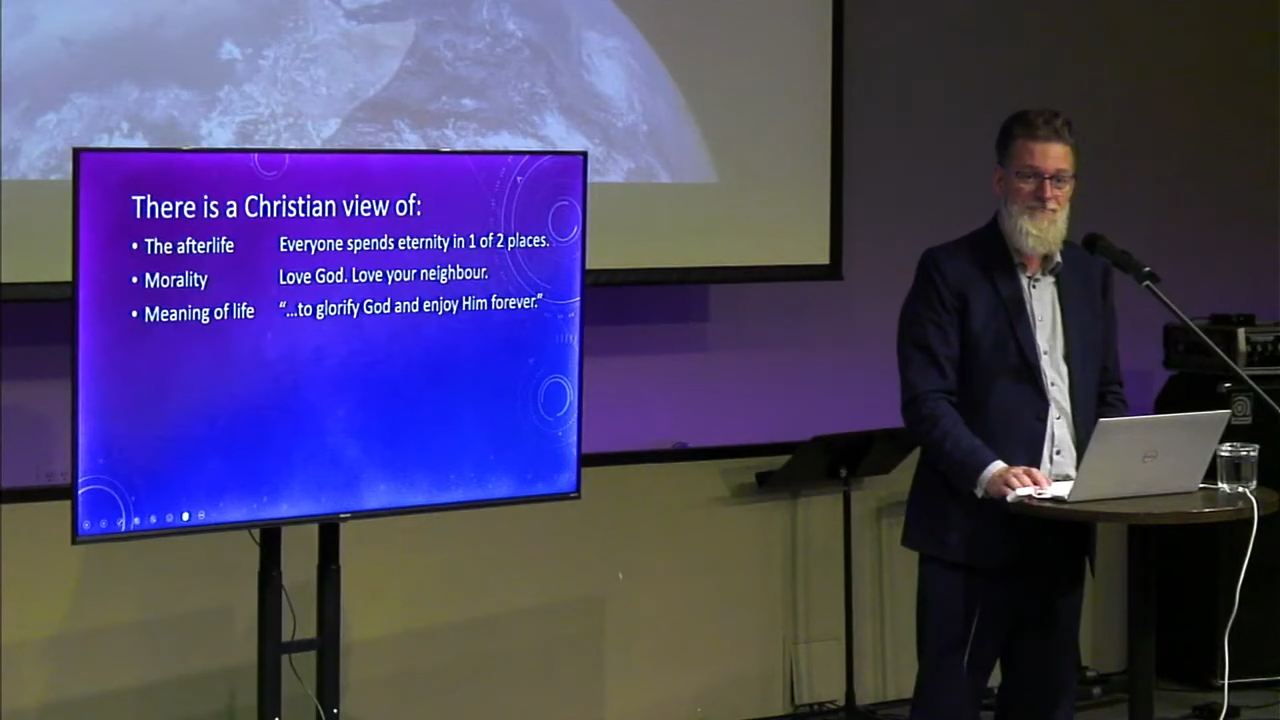 There is a Christian view of:
• The afterlife Everyone spends eternity in 1 of 2 places.
• Morality Love God. Love your neighbour.
• Meaning of life "...to glorify God and enjoy Him forever."
DELL